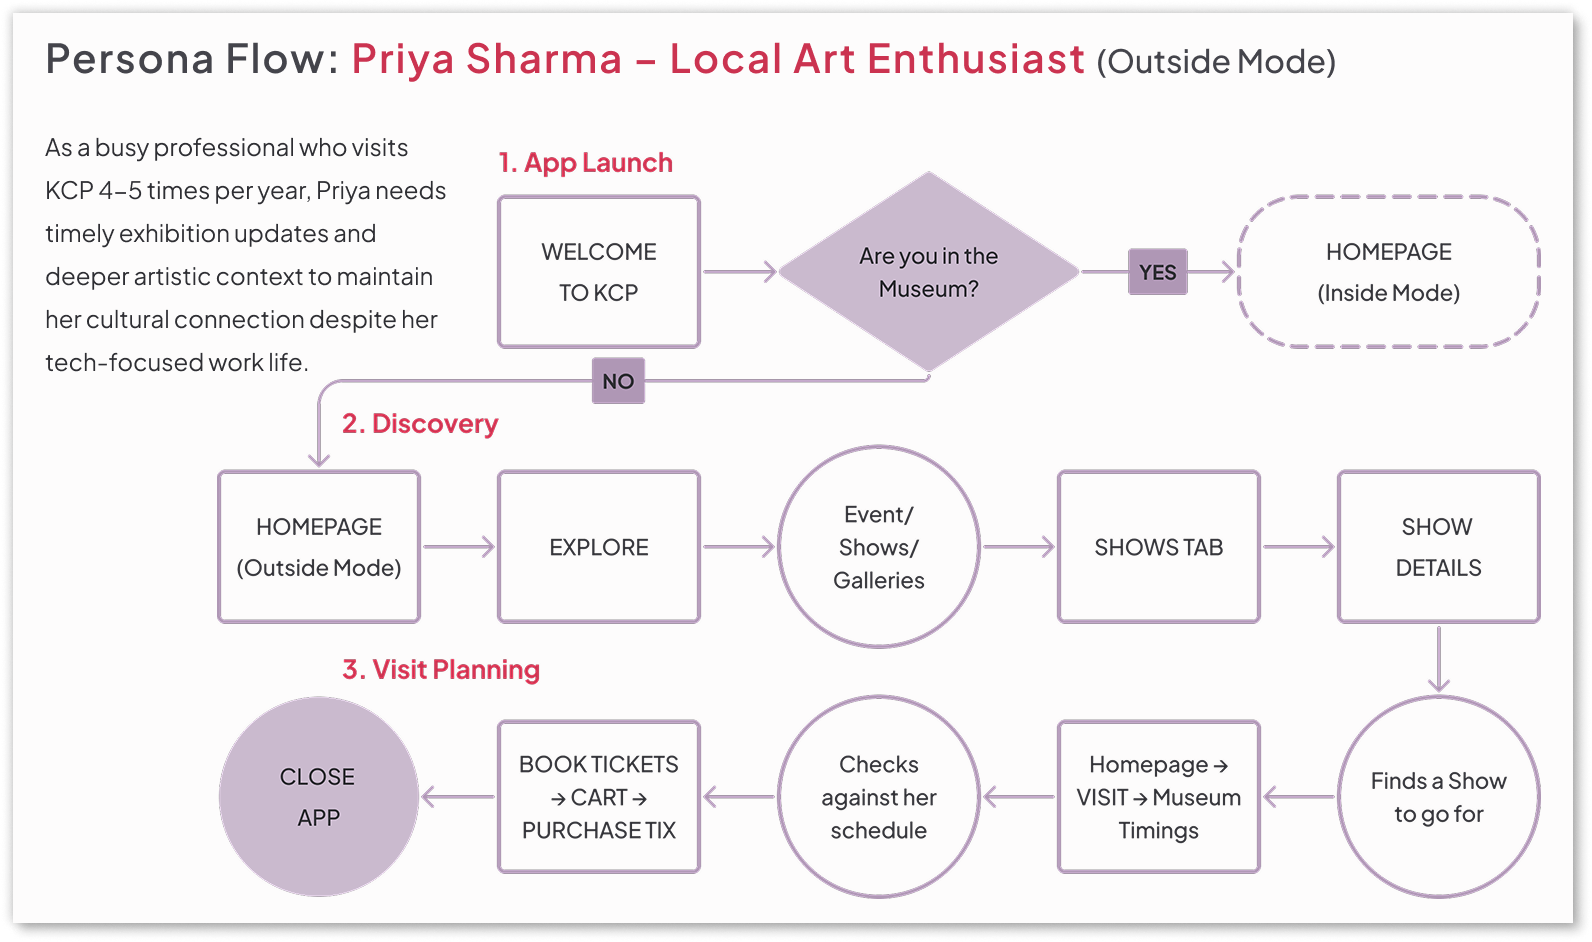 Persona Flow: Priya Sharma – Local Art Enthusiast (Outside Mode)
As a busy professional who visits
KCP 4–5 times per year, Priya needs
timely exhibition updates and
deeper artistic context to maintain
her cultural connection despite her
tech-focused work life.
1. App Launch
WELCOME
TO KCP
Are you in the
Museum?
YES
HOMEPAGE
(Inside Mode)
NO
2. Discovery
HOMEPAGE
(Outside Mode)
EXPLORE
Event/
Shows/
Galleries
SHOWS TAB
SHOW
DETAILS
3. Visit Planning
Finds a Show
to go for
Homepage →
VISIT → Museum
Timings
Checks
against her
schedule
BOOK TICKETS
→ CART →
PURCHASE TIX
CLOSE
APP